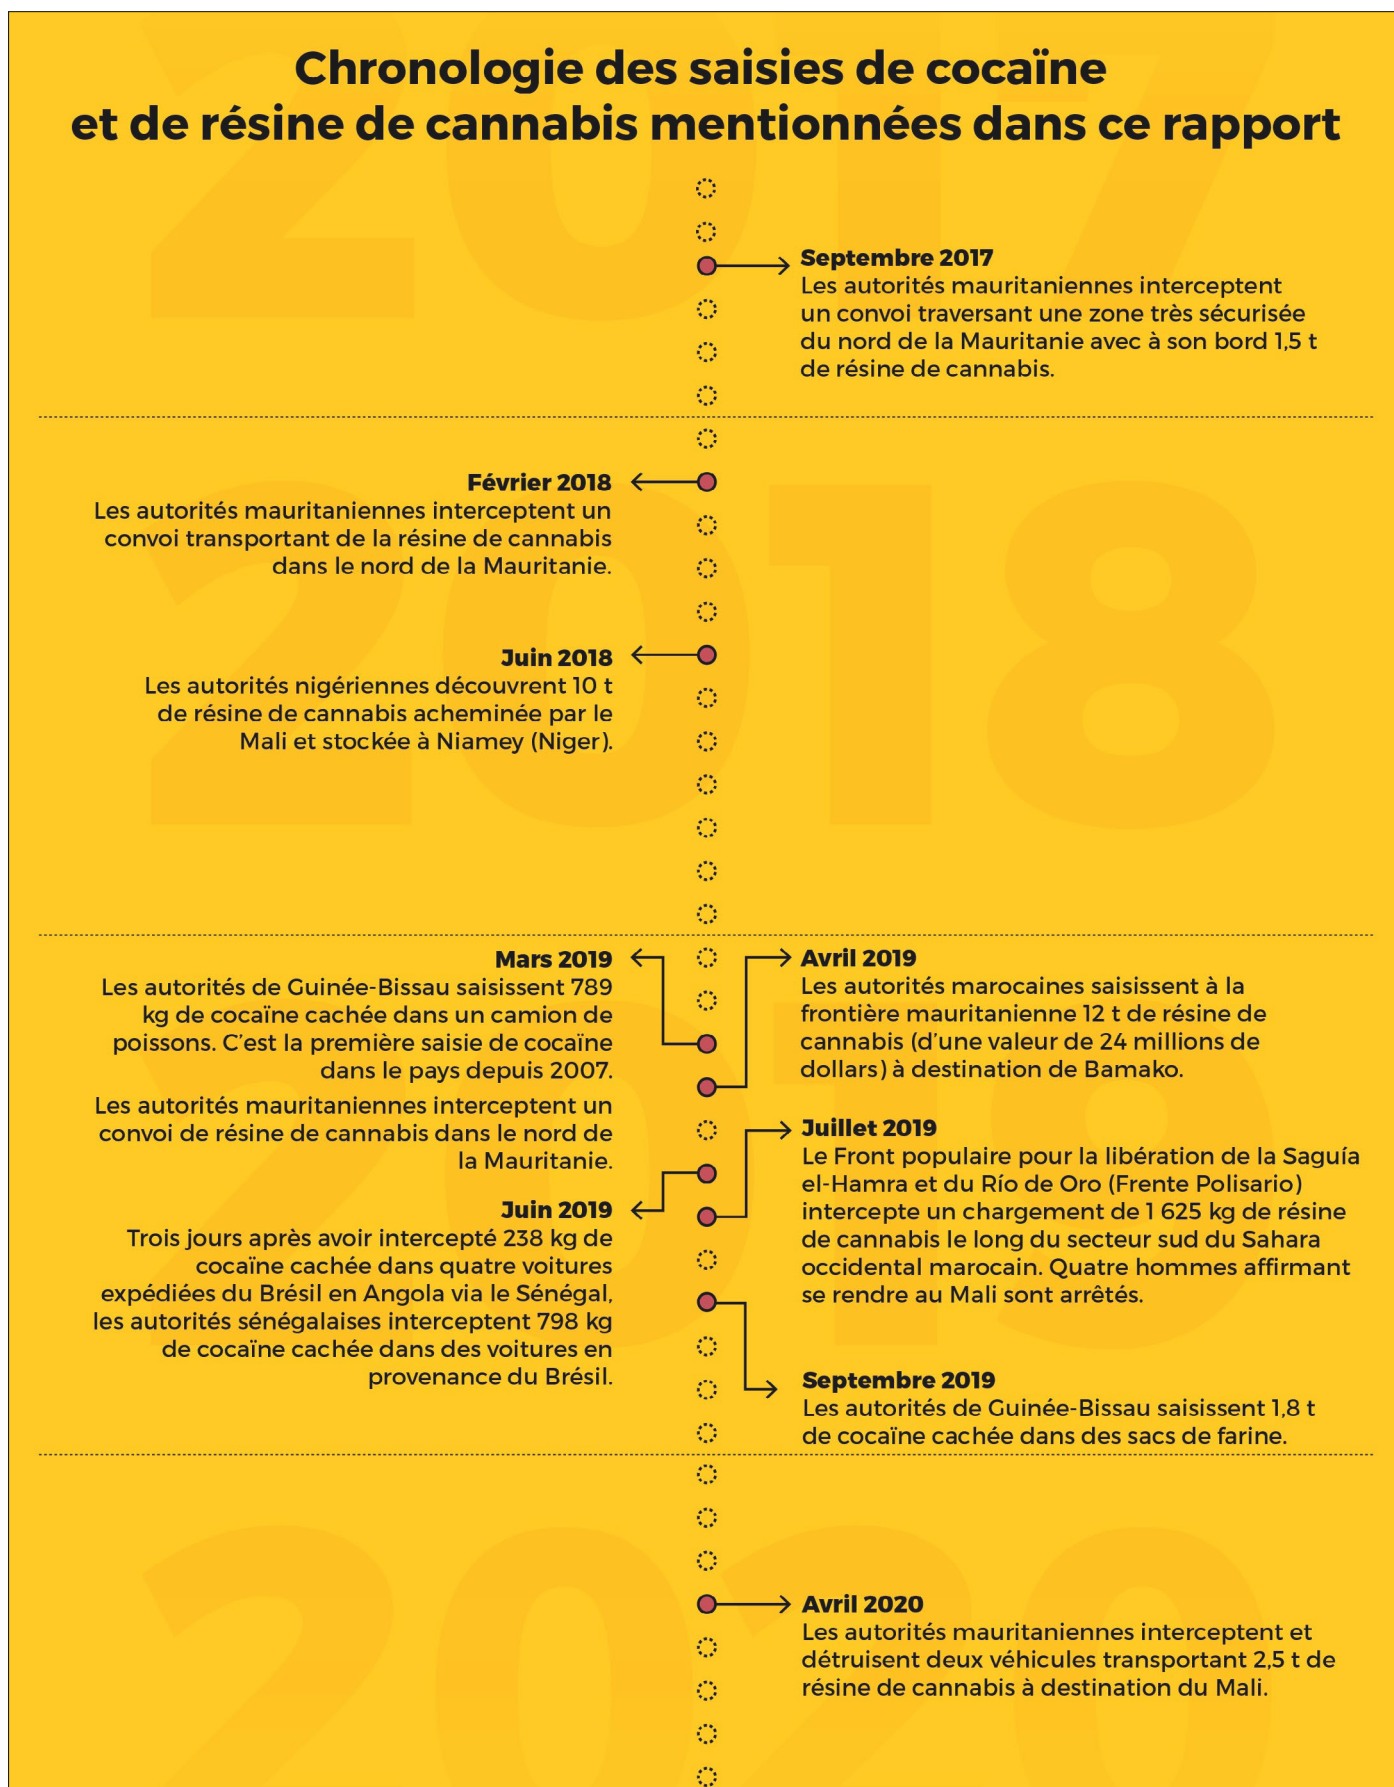 Chronologie des saisies de cocaïne
et de résine de cannabis mentionnées dans ce rapport
2017
Septembre 2017
Les autorités mauritaniennes interceptent
un convoi traversant une zone très sécurisée
du nord de la Mauritanie avec à son bord 1,5 t
de résine de cannabis.
2018
Février 2018
Les autorités mauritaniennes interceptent un
convoi transportant de la résine de cannabis
dans le nord de la Mauritanie.
Juin 2018
Les autorités nigériennes découvrent 10 t
de résine de cannabis acheminée par le
Mali et stockée à Niamey (Niger).
2019
Mars 2019
Les autorités de Guinée-Bissau saisissent 789
kg de cocaïne cachée dans un camion de
poissons. C'est la première saisie de cocaïne
dans le pays depuis 2007.
Les autorités mauritaniennes interceptent un
convoi de résine de cannabis dans le nord de
la Mauritanie.
Avril 2019
Les autorités marocaines saisissent à la
frontière mauritanienne 12 t de résine de
cannabis (d'une valeur de 24 millions de
dollars) à destination de Bamako.
Juin 2019
Trois jours après avoir intercepté 238 kg de
cocaïne cachée dans quatre voitures
expédiées du Brésil en Angola via le Sénégal,
les autorités sénégalaises interceptent 798 kg
de cocaïne cachée dans des voitures en
provenance du Brésil.
Juillet 2019
Le Front populaire pour la libération de la Saguía
el-Hamra et du Río de Oro (Frente Polisario)
intercepte un chargement de 1 625 kg de résine
de cannabis le long du secteur sud du Sahara
occidental marocain. Quatre hommes affirmant
se rendre au Mali sont arrêtés.
Septembre 2019
Les autorités de Guinée-Bissau saisissent 1,8 t
de cocaïne cachée dans des sacs de farine.
2020
Avril 2020
Les autorités mauritaniennes interceptent et
détruisent deux véhicules transportant 2,5 t de
résine de cannabis à destination du Mali.